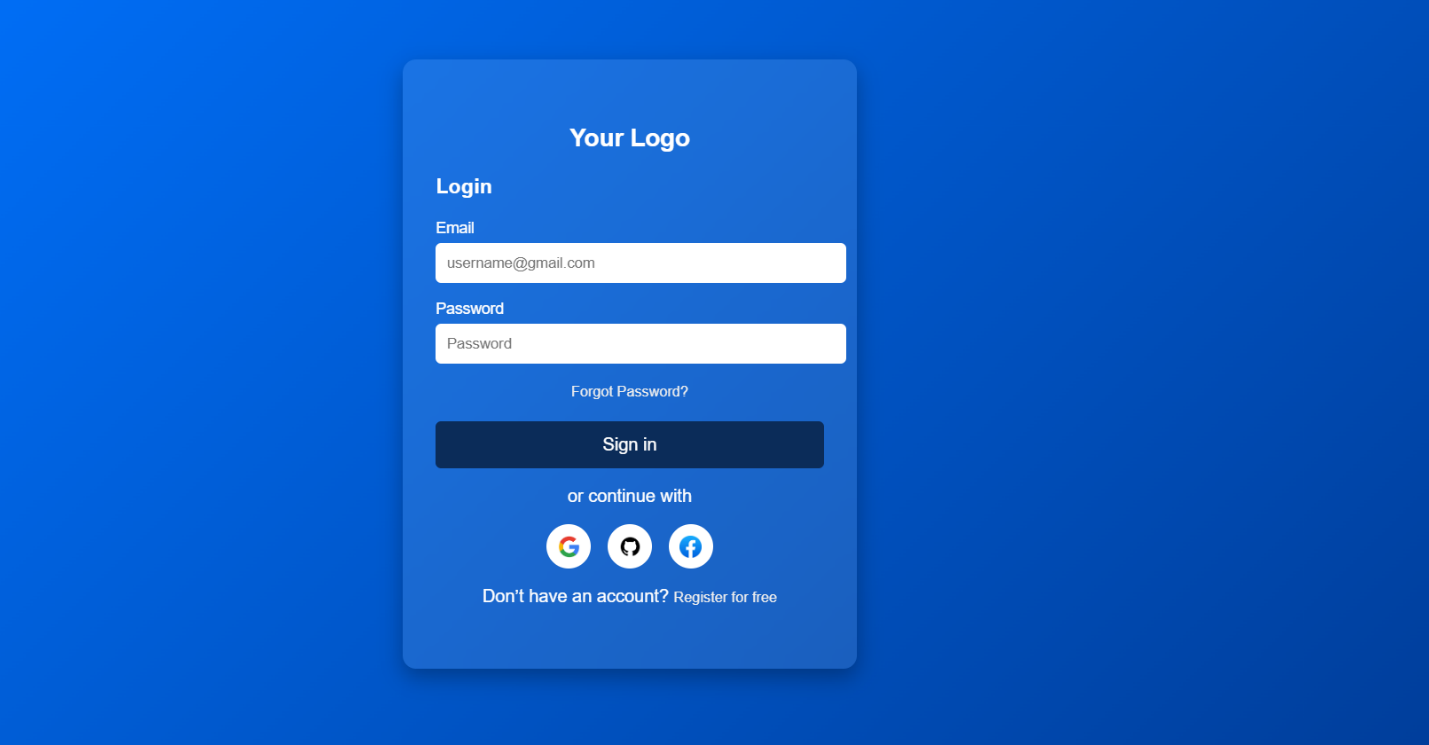 Your Logo
Login
Email
username@gmail.com
Password
Password
Forgot Password?
Sign in
or continue with
Don't have an account? Register for free